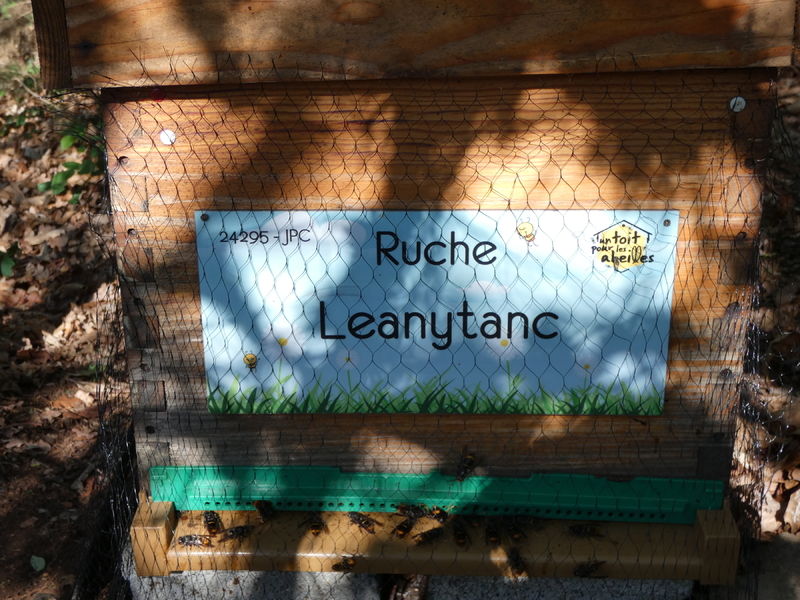 24295 - JPC
Ruche
Leanytanc
un toit
pour les
abeilles